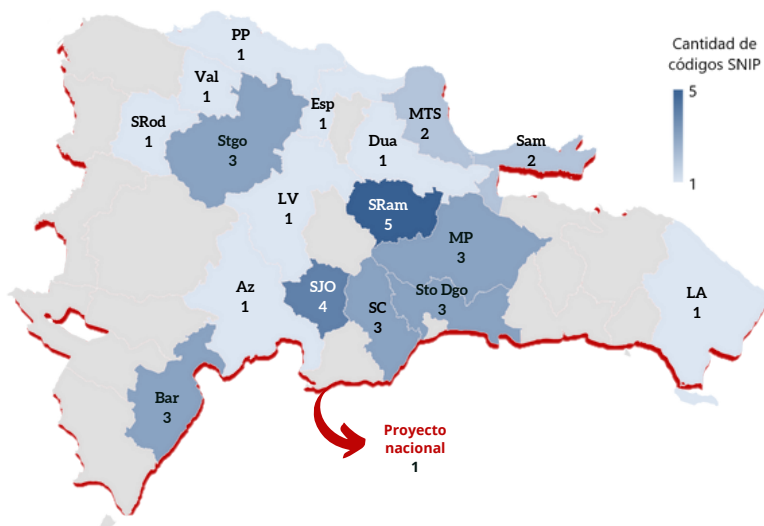 PP
1
Cantidad de
códigos SNIP
5
1
Val
1
SRod
1
Stgo
3
Esp
1
MTS
2
Dua
1
Sam
2
LV
1
SRam
5
MP
3
Az
1
SJO
4
SC
3
Sto Dgo
3
LA
1
Bar
3
Proyecto
nacional
1